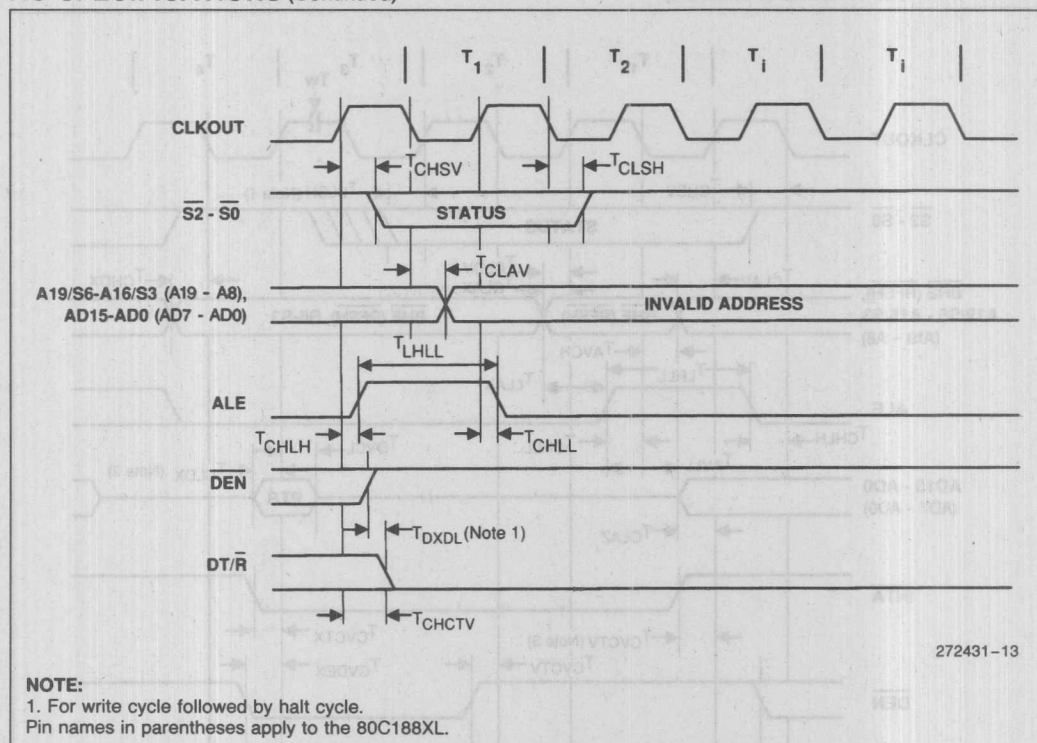 T1 T2 Ti Ti
CLKOUT
TCHSV TCLSH
S2 - S0
STATUS
TCLAV
A19/S6-A16/S3 (A19 - A8),
AD15-AD0 (AD7 - AD0)
INVALID ADDRESS
TLHLL
ALE
TCHLH TCHLL
DEN
TDXDL (Note 1)
DT/R
TCHCTV
272431-13
NOTE:
1. For write cycle followed by halt cycle.
Pin names in parentheses apply to the 80C188XL.